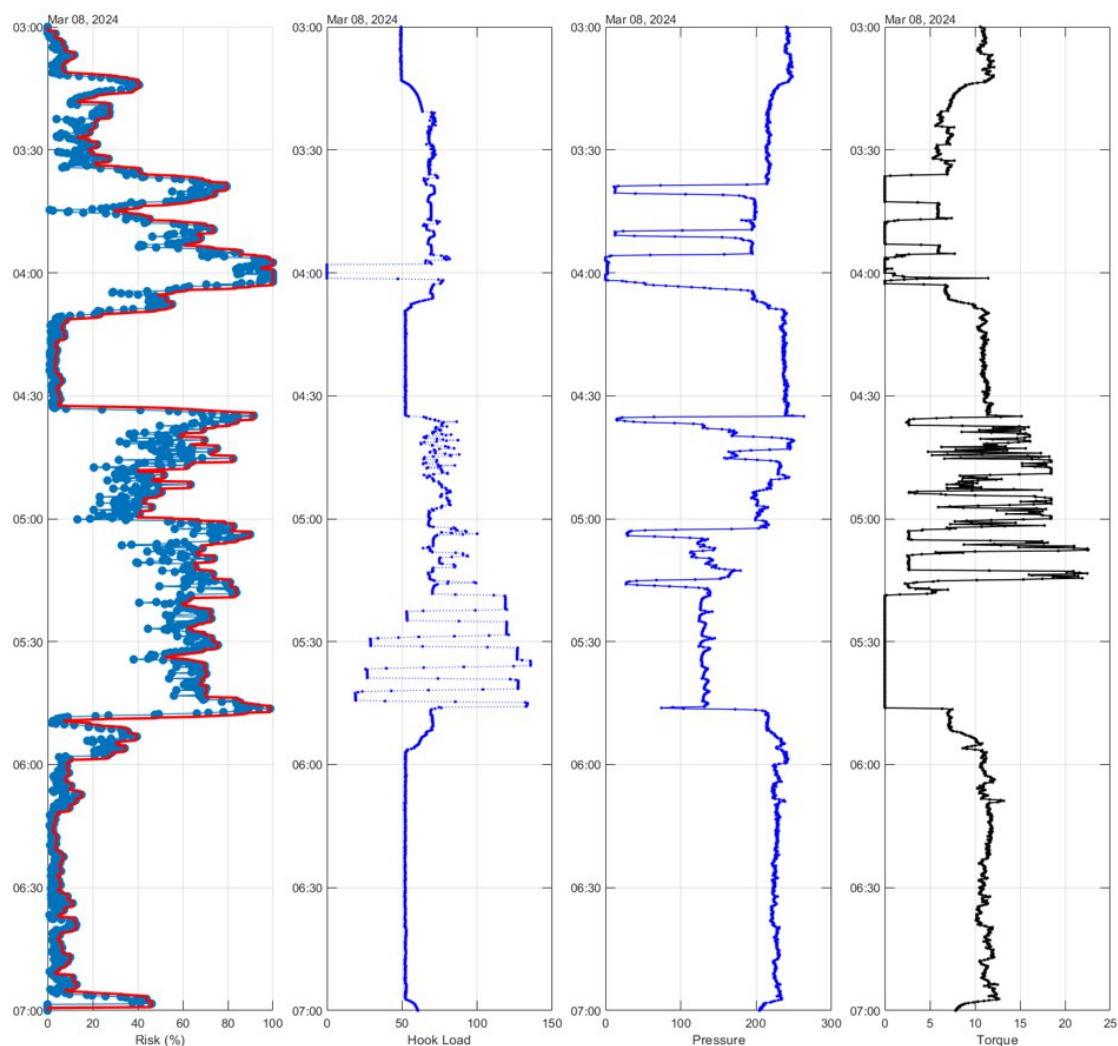 Mar 08, 2024 Mar 08, 2024 Mar 08, 2024 Mar 08, 2024
03:00 03:00 03:00 03:00
03:30 03:30 03:30 03:30
04:00 04:00 04:00 04:00
04:30 04:30 04:30 04:30
05:00 05:00 05:00 05:00
05:30 05:30 05:30 05:30
06:00 06:00 06:00 06:00
06:30 06:30 06:30 06:30
07:00 07:00 07:00 07:00
0 20 40 60 80 100 0 50 100 150 0 100 200 300 0 5 10 15 20 25
Risk (%) Hook Load Pressure Torque